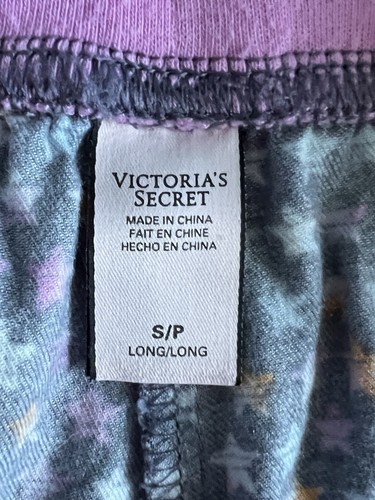 VICTORIA'S
SECRET
MADE IN CHINA
FAIT EN CHINE
HECHO EN CHINA
S/P
LONG/LONG